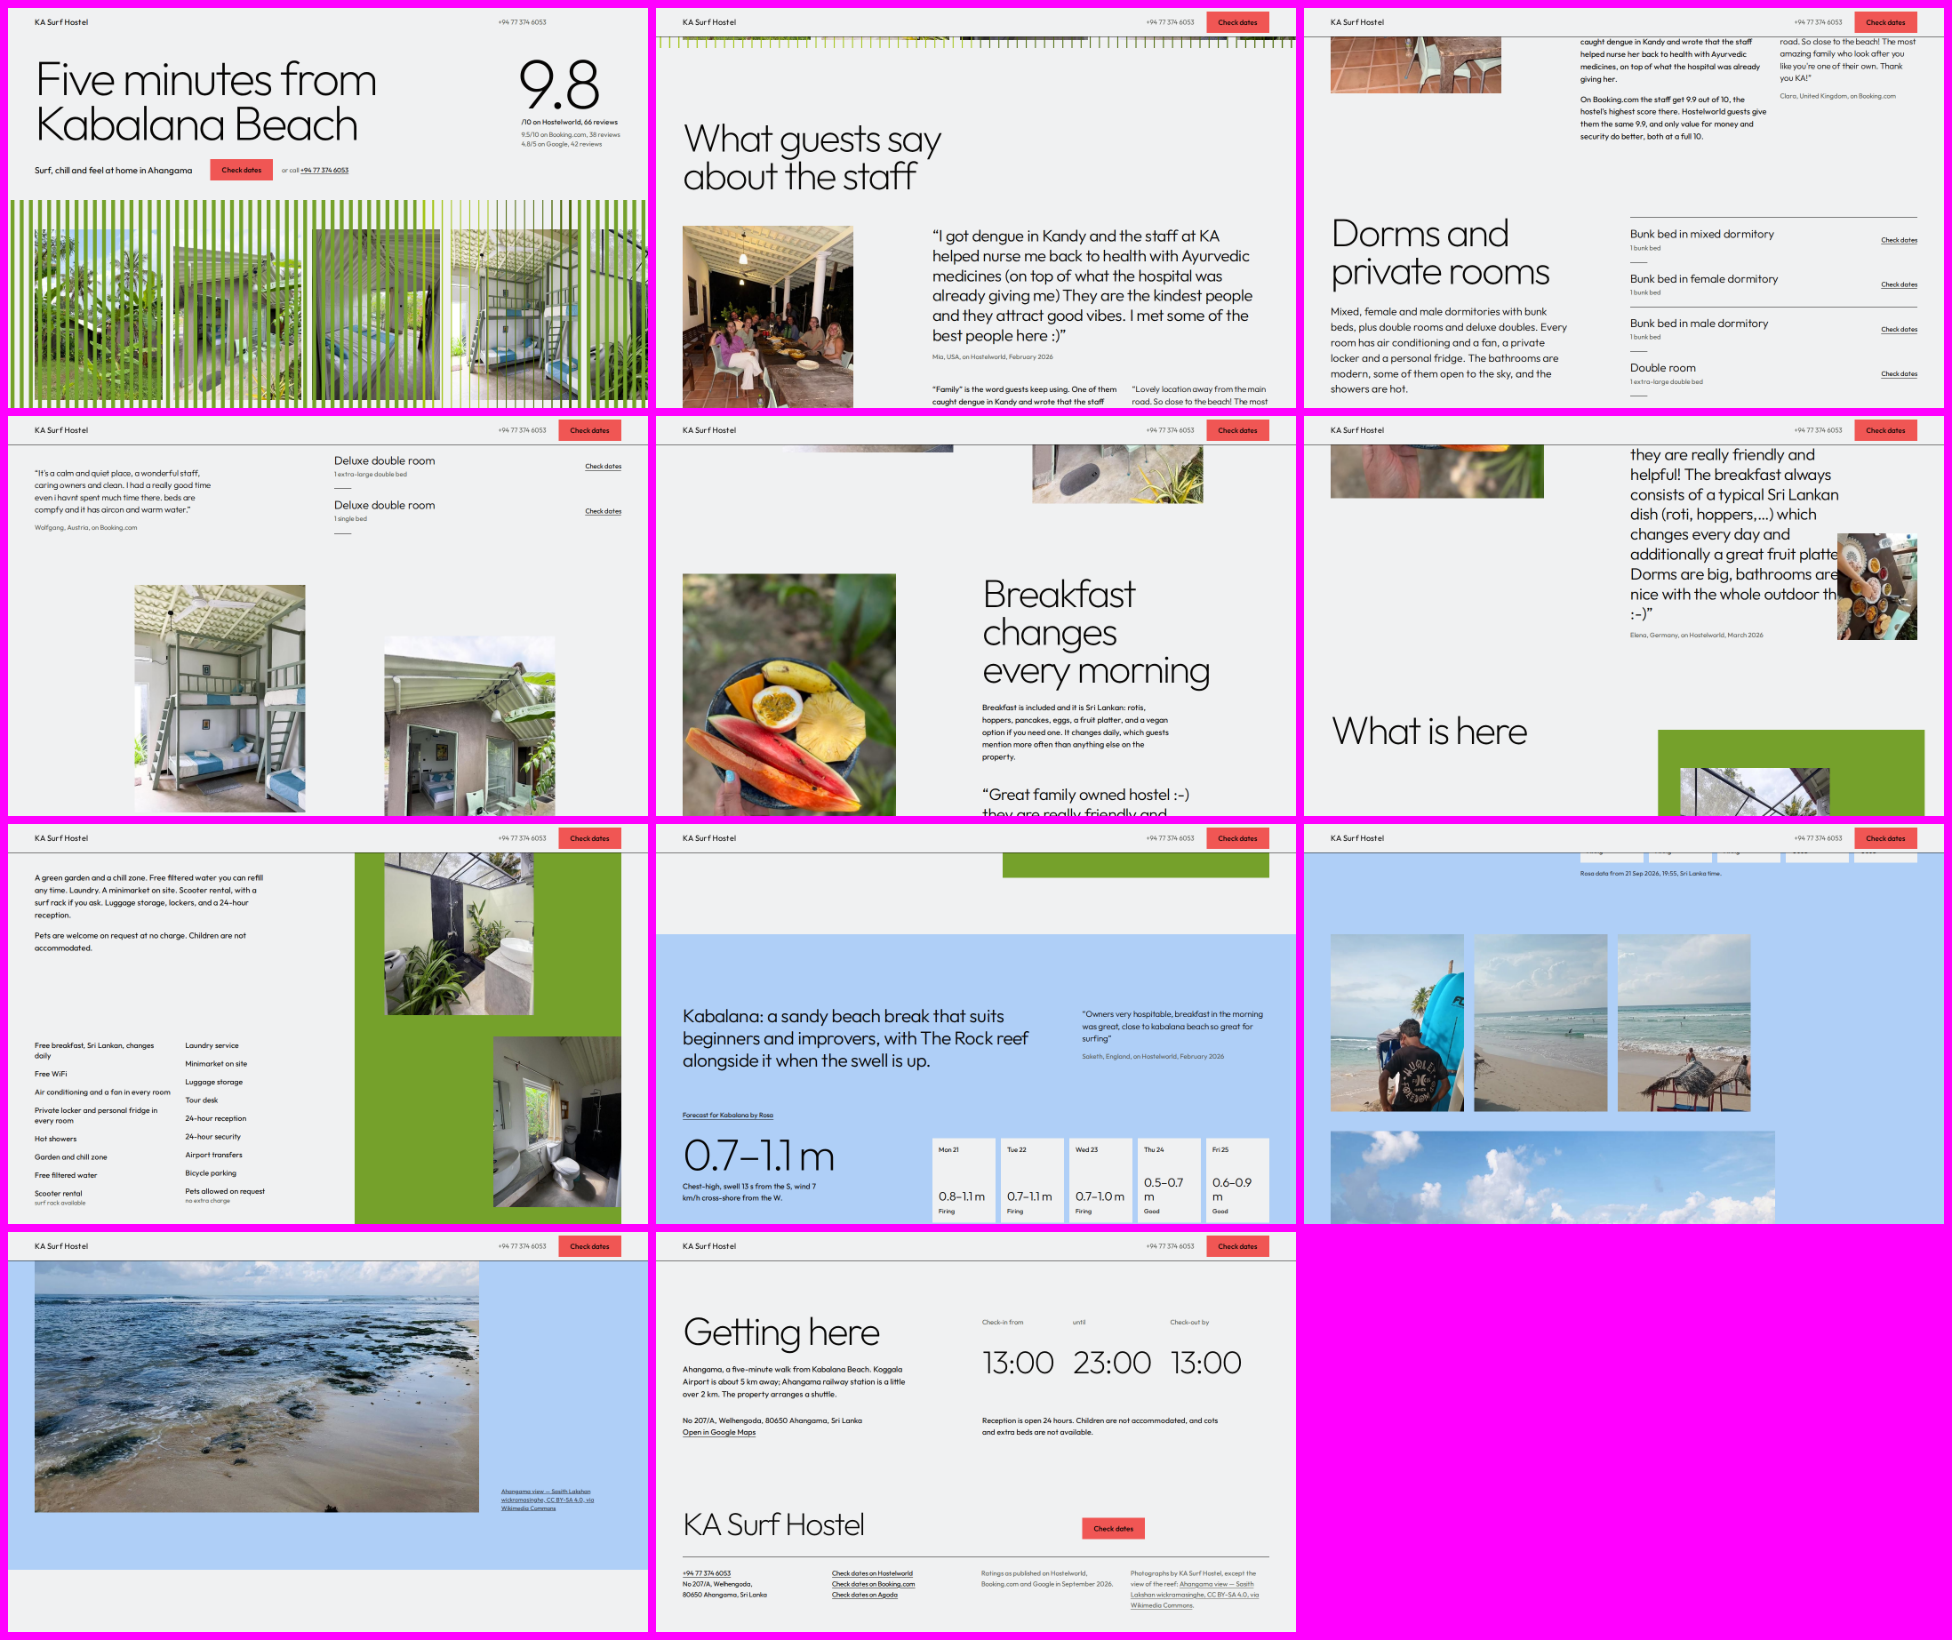 KA Surf Hostel
+94 77 374 6053
Five minutes from
Kabalana Beach
9.8
/10 on Hostelworld, 66 reviews
9.5/10 on Booking.com, 38 reviews
4.8/5 on Google, 42 reviews
Surf, chill and feel at home in Ahangama
Check dates
or call +94 77 374 6053
KA Surf Hostel
+94 77 374 6053
Check dates
What guests say
about the staff
“I got dengue in Kandy and the staff at KA
helped nurse me back to health with Ayurvedic
medicines (on top of what the hospital was
already giving me) They are the kindest people
and they attract good vibes. I met some of the
best people here :)”
Mia, USA, on Hostelworld, February 2026
“Family” is the word guests keep using. One of them
caught dengue in Kandy and wrote that the staff
“Lovely location away from the main
road. So close to the beach! The most
KA Surf Hostel
+94 77 374 6053
Check dates
caught dengue in Kandy and wrote that the staff
helped nurse her back to health with Ayurvedic
medicines, on top of what the hospital was already
giving her.
On Booking.com the staff get 9.9 out of 10, the
hostel's highest score there. Hostelworld guests give
them the same 9.9, and only value for money and
security do better, both at a full 10.
road. So close to the beach! The most
amazing family who look after you
like you're one of their own. Thank
you KA!”
Clara, United Kingdom, on Booking.com
Dorms and
private rooms
Mixed, female and male dormitories with bunk
beds, plus double rooms and deluxe doubles. Every
room has air conditioning and a fan, a private
locker and a personal fridge. The bathrooms are
modern, some of them open to the sky, and the
showers are hot.
Bunk bed in mixed dormitory
1 bunk bed
Check dates
Bunk bed in female dormitory
1 bunk bed
Check dates
Bunk bed in male dormitory
1 bunk bed
Check dates
Double room
1 extra-large double bed
Check dates
KA Surf Hostel
+94 77 374 6053
Check dates
“It's a calm and quiet place, a wonderful staff,
caring owners and clean. I had a really good time
even i havnt spent much time there. beds are
compfy and it has aircon and warm water.”
Wolfgang, Austria, on Booking.com
Deluxe double room
1 extra-large double bed
Check dates
Deluxe double room
1 single bed
Check dates
KA Surf Hostel
+94 77 374 6053
Check dates
Breakfast
changes
every morning
Breakfast is included and it is Sri Lankan: rotis,
hoppers, pancakes, eggs, a fruit platter, and a vegan
option if you need one. It changes daily, which guests
mention more often than anything else on the
property.
“Great family owned hostel :-)
they are really friendly and
KA Surf Hostel
+94 77 374 6053
Check dates
they are really friendly and
helpful! The breakfast always
consists of a typical Sri Lankan
dish (roti, hoppers,...) which
changes every day and
additionally a great fruit platte
Dorms are big, bathrooms are
nice with the whole outdoor th
:-)”
Elena, Germany, on Hostelworld, March 2026
What is here
KA Surf Hostel
+94 77 374 6053
Check dates
A green garden and a chill zone. Free filtered water you can refill
any time. Laundry. A minimarket on site. Scooter rental, with a
surf rack if you ask. Luggage storage, lockers, and a 24-hour
reception.
Pets are welcome on request at no charge. Children are not
accommodated.
Free breakfast, Sri Lankan, changes
daily
Free WiFi
Air conditioning and a fan in every room
Private locker and personal fridge in
every room
Hot showers
Garden and chill zone
Free filtered water
Scooter rental
surf rack available
Laundry service
Minimarket on site
Luggage storage
Tour desk
24-hour reception
24-hour security
Airport transfers
Bicycle parking
Pets allowed on request
no extra charge
KA Surf Hostel
+94 77 374 6053
Check dates
Kabalana: a sandy beach break that suits
beginners and improvers, with The Rock reef
alongside it when the swell is up.
“Owners very hospitable, breakfast in the morning
was great, close to kabalana beach so great for
surfing”
Saketh, England, on Hostelworld, February 2026
Forecast for Kabalana by Rosa
0.7–1.1 m
Chest-high, swell 13 s from the S, wind 7
km/h cross-shore from the W.
Mon 21
0.8–1.1 m
Firing
Tue 22
0.7–1.1 m
Firing
Wed 23
0.7–1.0 m
Firing
Thu 24
0.5–0.7
m
Good
Fri 25
0.6–0.9
m
Good
KA Surf Hostel
+94 77 374 6053
Check dates
Rosa data from 21 Sep 2026, 19:55, Sri Lanka time.
KA Surf Hostel
+94 77 374 6053
Check dates
Ahangama view — Sasith Lakshan
wickramasinghe, CC BY-SA 4.0, via
Wikimedia Commons
KA Surf Hostel
+94 77 374 6053
Check dates
Getting here
Ahangama, a five-minute walk from Kabalana Beach. Koggala
Airport is about 5 km away; Ahangama railway station is a little
over 2 km. The property arranges a shuttle.
No 207/A, Welhengoda, 80650 Ahangama, Sri Lanka
Open in Google Maps
Check-in from
13:00
until
23:00
Check-out by
13:00
Reception is open 24 hours. Children are not accommodated, and cots
and extra beds are not available.
KA Surf Hostel
Check dates
+94 77 374 6053
No 207/A, Welhengoda,
80650 Ahangama, Sri Lanka
Check dates on Hostelworld
Check dates on Booking.com
Check dates on Agoda
Ratings as published on Hostelworld,
Booking.com and Google in September 2026.
Photographs by KA Surf Hostel, except the
view of the reef: Ahangama view — Sasith
Lakshan wickramasinghe, CC BY-SA 4.0, via
Wikimedia Commons.